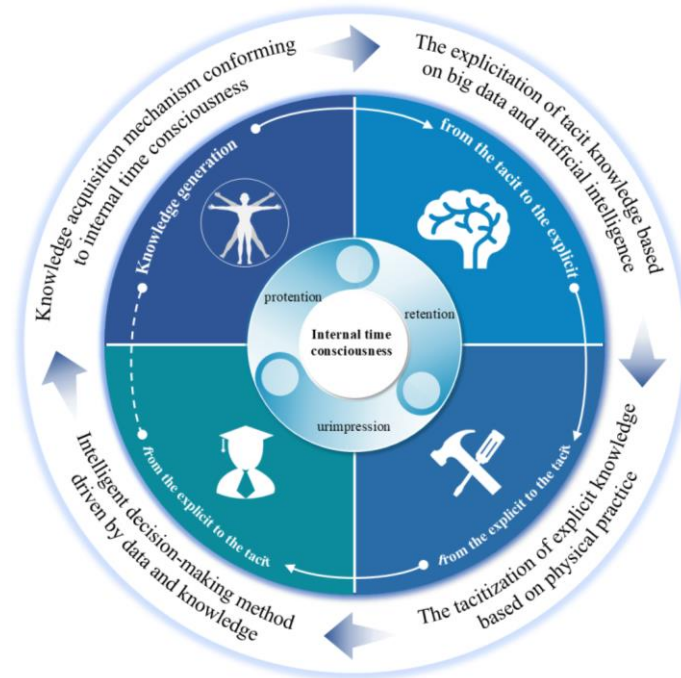 Knowledge acquisition mechanism conforming
to internal time consciousness
The explicitation of tacit knowledge based
on big data and artificial intelligence
Knowledge generation
from the tacit to the explicit
protention
retention
Internal time
consciousness
urimpression
from the explicit to the tacit
from the explicit to the tacit
Intelligent decision-making method
driven by data and knowledge
The tacitization of explicit knowledge
based on physical practice